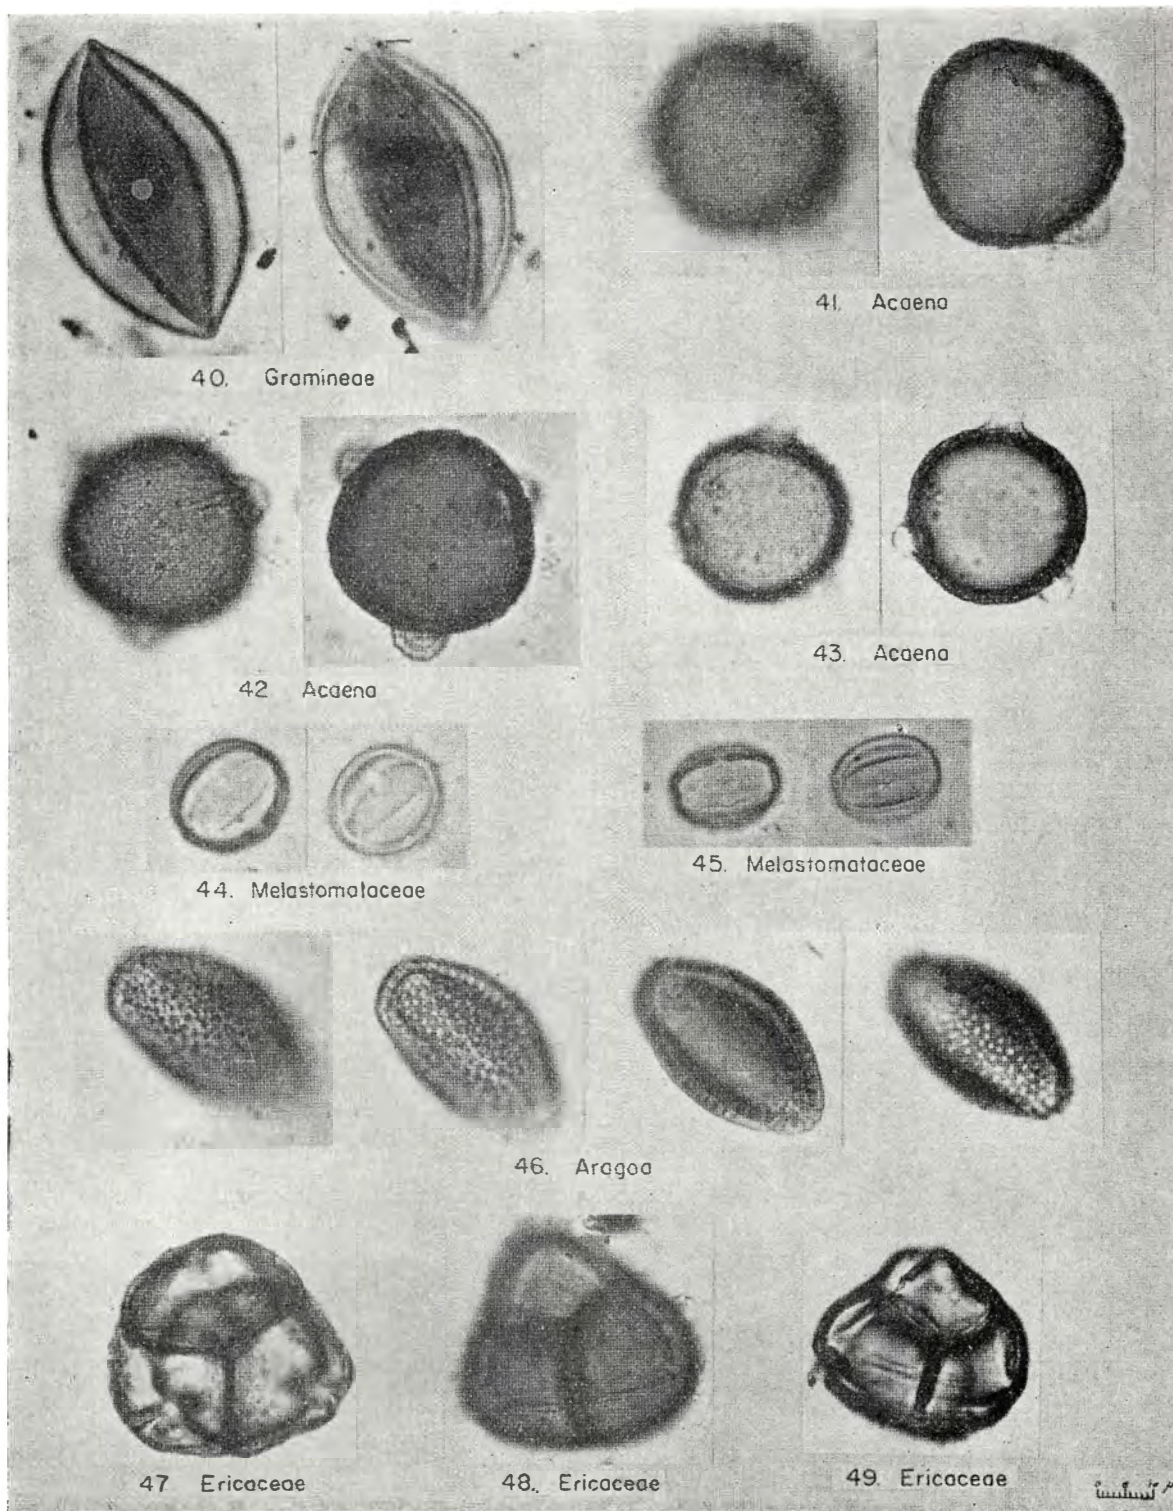 40. Gramineae
41. Acaena
42 Acaena
43. Acaena
44. Melastomataceae
45. Melastomataceae
46. Aragoa
47 Ericaceae
48. Ericaceae
49. Ericaceae